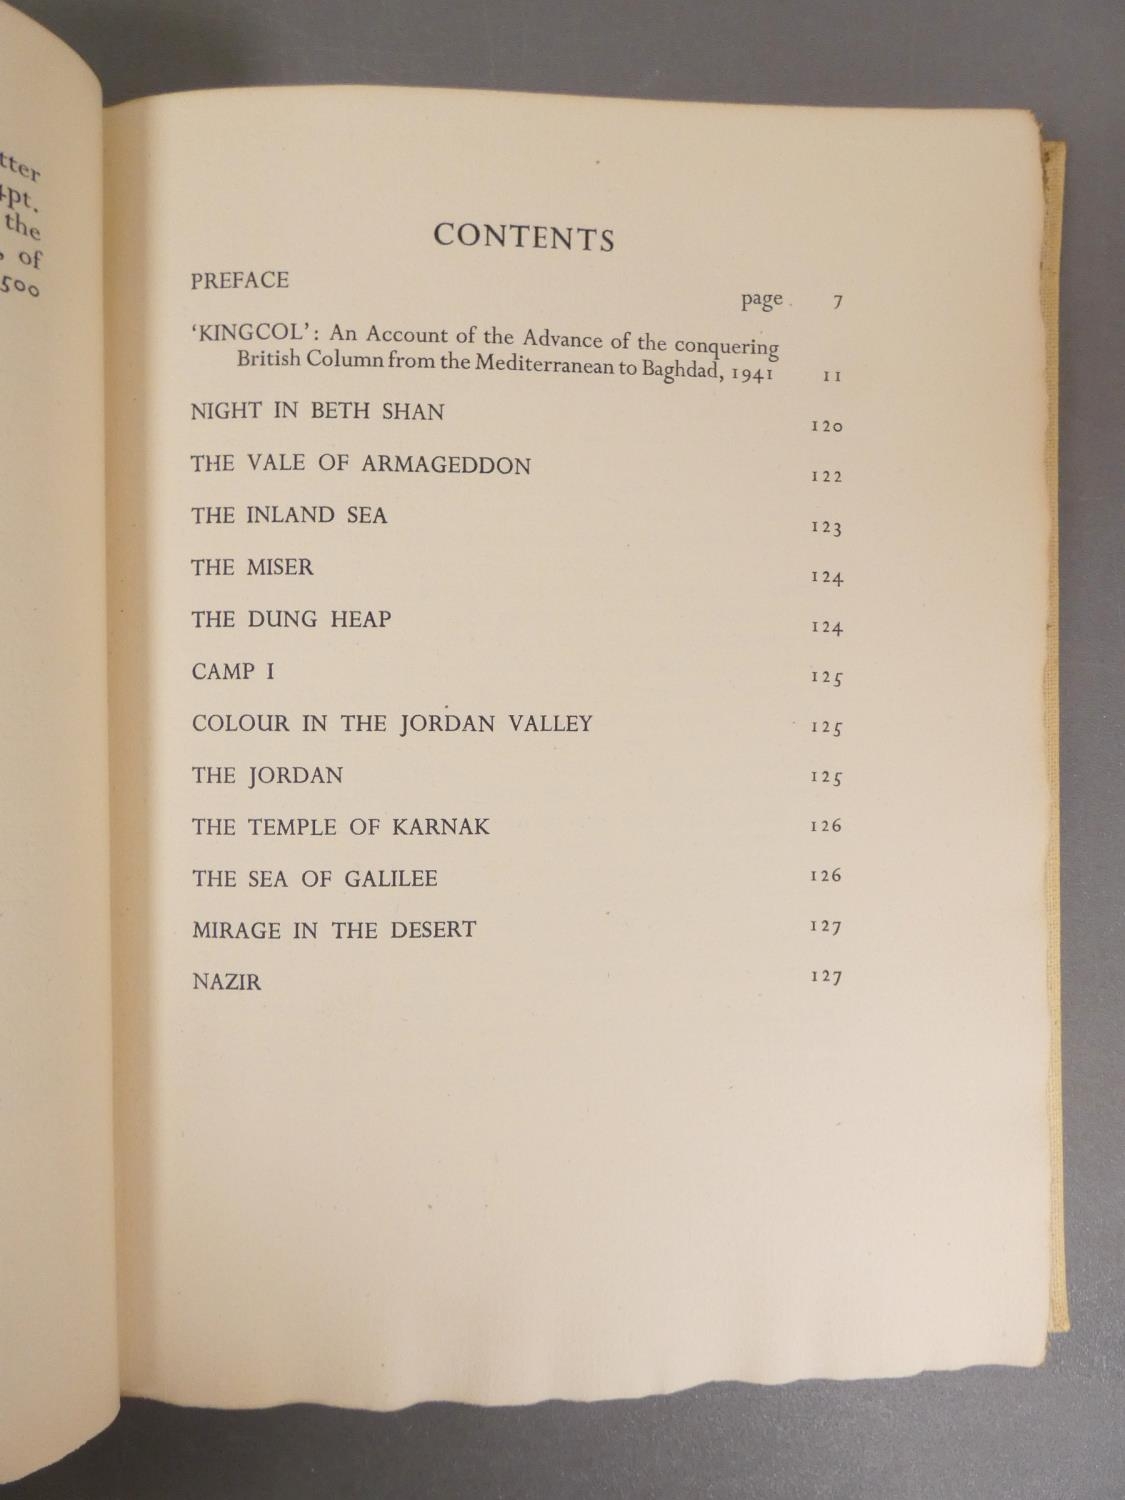 tter
4pt.
the
, of
500
CONTENTS
PREFACE page 7
‘KINGCOL’: An Account of the Advance of the conquering
British Column from the Mediterranean to Baghdad, 1941 11
NIGHT IN BETH SHAN 120
THE VALE OF ARMAGEDDON 122
THE INLAND SEA 123
THE MISER 124
THE DUNG HEAP 124
CAMP I 125
COLOUR IN THE JORDAN VALLEY 125
THE JORDAN 125
THE TEMPLE OF KARNAK 126
THE SEA OF GALILEE 126
MIRAGE IN THE DESERT 127
NAZIR 127